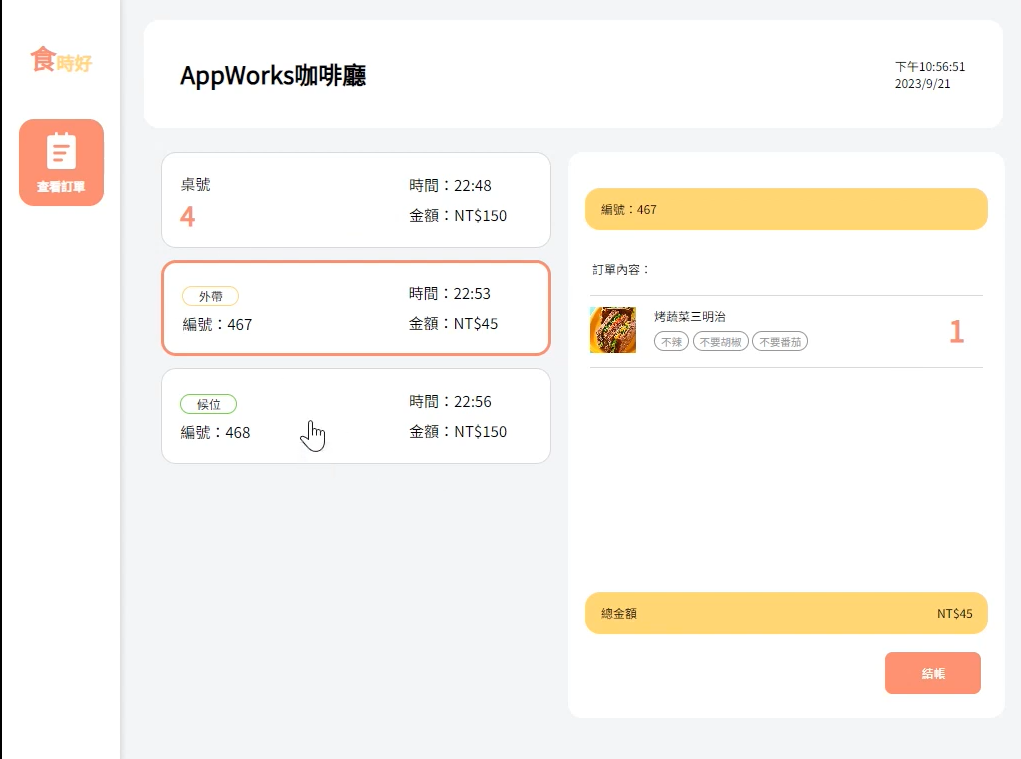 食時好
查看訂單
AppWorks咖啡廳
下午10:56:51
2023/9/21
桌號
4
時間：22:48
金額：NT$150
外帶
編號：467
時間：22:53
金額：NT$45
候位
編號：468
時間：22:56
金額：NT$150
編號：467
訂單內容：
烤蔬菜三明治
不辣 不要胡椒 不要番茄
1
總金額 NT$45
結帳